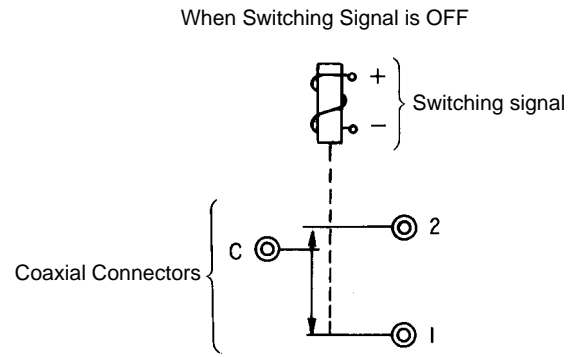 When Switching Signal is OFF
+
Switching signal
−
2
C
Coaxial Connectors
1